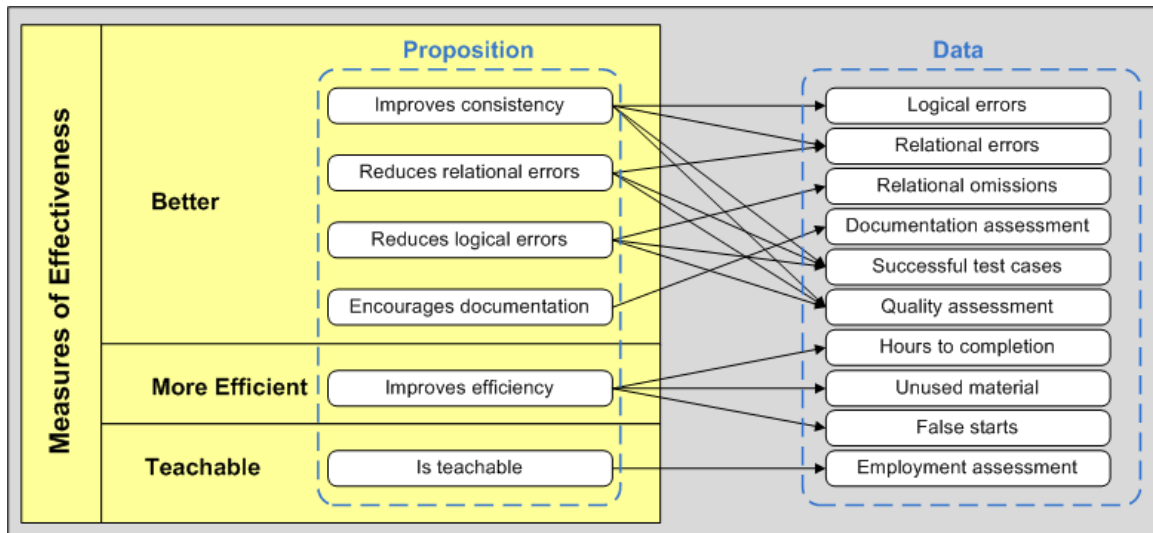 Measures of Effectiveness
Proposition
Data
Better
Improves consistency
Reduces relational errors
Reduces logical errors
Encourages documentation
More Efficient
Improves efficiency
Teachable
Is teachable
Logical errors
Relational errors
Relational omissions
Documentation assessment
Successful test cases
Quality assessment
Hours to completion
Unused material
False starts
Employment assessment